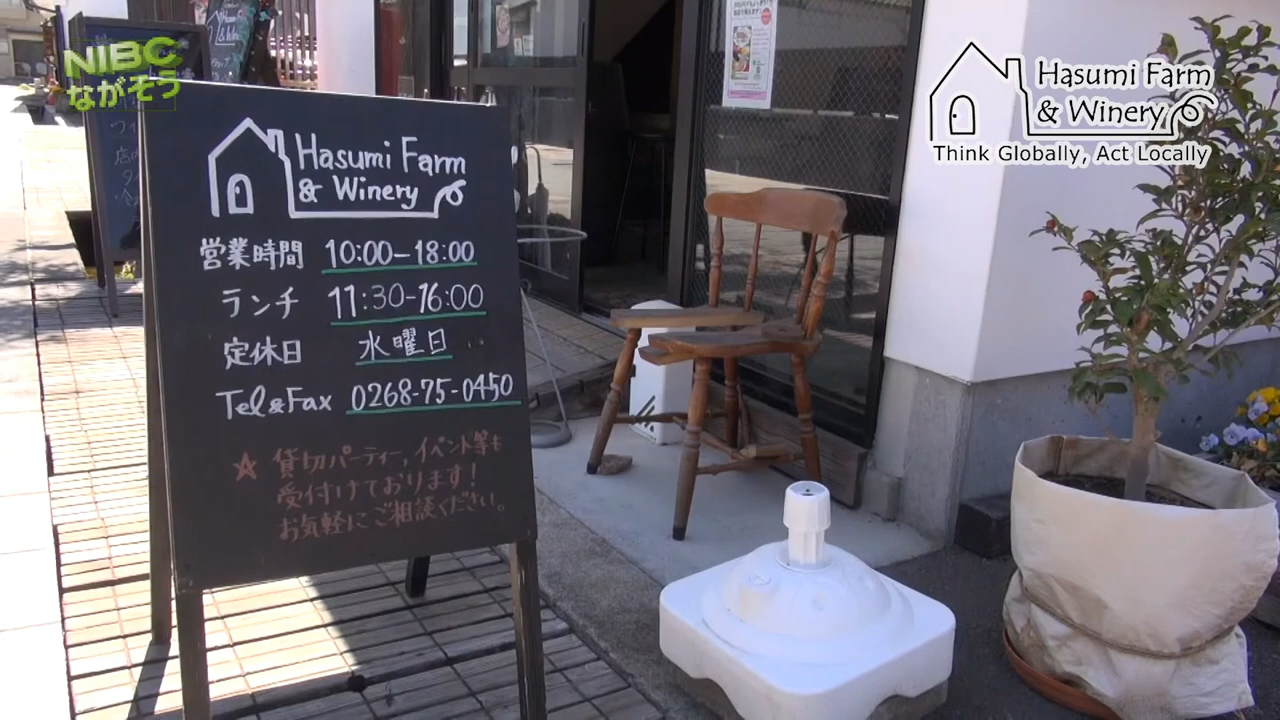 NIBC
ながそう
Hasumi Farm
& Winery
営業時間 10:00-18:00
ランチ 11:30-16:00
定休日 水曜日
Tel&Fax 0268-75-0450
☆ 貸切パーティー, イベント等も
受付けております!
お気軽にご相談ください。
Hasumi Farm
& Winery
Think Globally, Act Locally